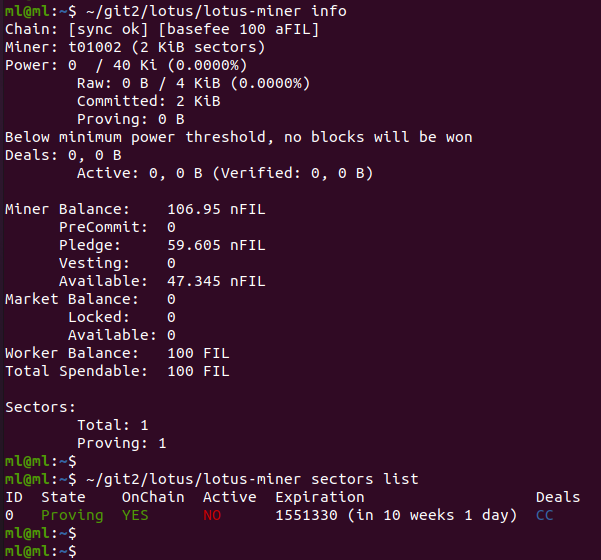 ml@ml:~$ ~/git2/lotus/lotus-miner info
Chain: [sync ok] [basefee 100 aFIL]
Miner: t01002 (2 KiB sectors)
Power: 0  / 40 Ki (0.0000%)
        Raw: 0 B / 4 KiB (0.0000%)
        Committed: 2 KiB
        Proving: 0 B
Below minimum power threshold, no blocks will be won
Deals: 0, 0 B
        Active: 0, 0 B (Verified: 0, 0 B)

Miner Balance:    106.95 nFIL
      PreCommit:  0
      Pledge:     59.605 nFIL
      Vesting:    0
      Available:  47.345 nFIL
Market Balance:   0
       Locked:    0
       Available: 0
Worker Balance:   100 FIL
Total Spendable:  100 FIL

Sectors:
        Total: 1
        Proving: 1
ml@ml:~$
ml@ml:~$ ~/git2/lotus/lotus-miner sectors list
ID  State    OnChain  Active  Expiration                    Deals
0   Proving  YES      NO      1551330 (in 10 weeks 1 day)  CC
ml@ml:~$
ml@ml:~$